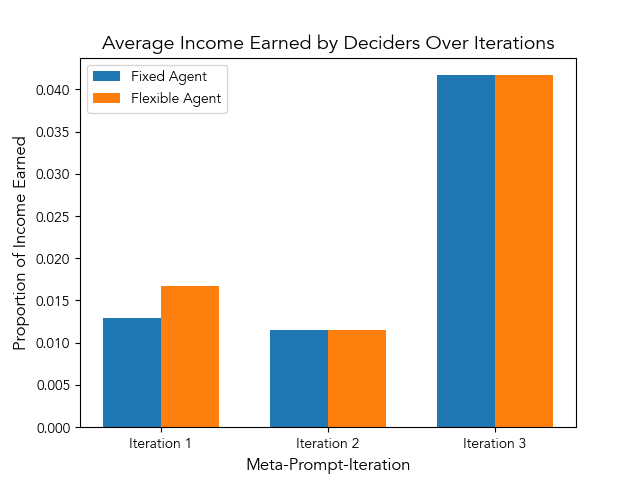 Average Income Earned by Deciders Over Iterations
Fixed Agent
Flexible Agent
Proportion of Income Earned
0.040
0.035
0.030
0.025
0.020
0.015
0.010
0.005
0.000
Iteration 1
Iteration 2
Iteration 3
Meta-Prompt-Iteration